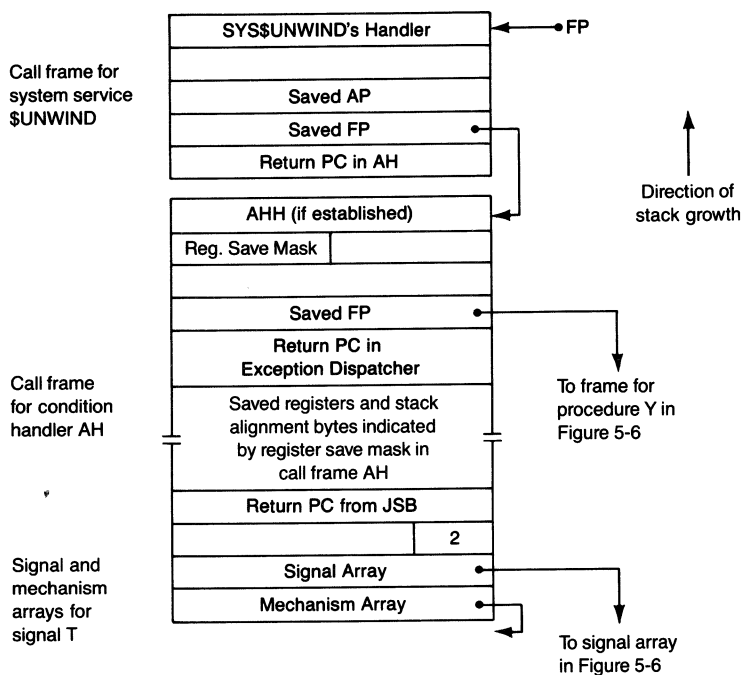 SYS$UNWIND's Handler
FP
Call frame for
system service
$UNWIND
Saved AP
Saved FP
Return PC in AH
Direction of
stack growth
AHH (if established)
Reg. Save Mask
Saved FP
Return PC in
Exception Dispatcher
Call frame
for condition
handler AH
Saved registers and stack
alignment bytes indicated
by register save mask in
call frame AH
To frame for
procedure Y in
Figure 5-6
Return PC from JSB
2
Signal and
mechanism
arrays for
signal T
Signal Array
Mechanism Array
To signal array
in Figure 5-6